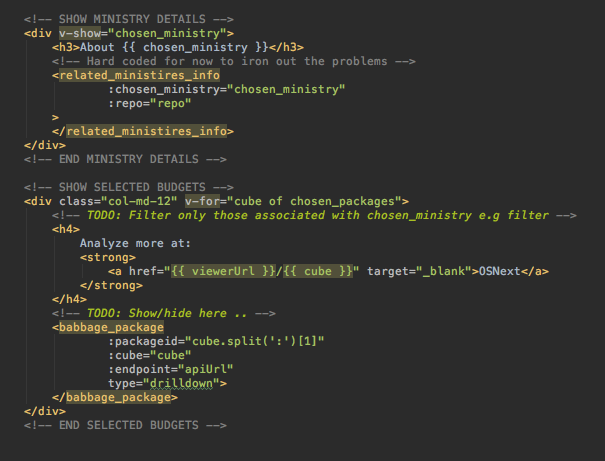 <!-- SHOW MINISTRY DETAILS -->
<div v-show="chosen_ministry">
    <h3>About {{ chosen_ministry }}</h3>
    <!-- Hard coded for now to iron out the problems -->
    <related_ministires_info
            :chosen_ministry="chosen_ministry"
            :repo="repo"
    >
    </related_ministires_info>
</div>
<!-- END MINISTRY DETAILS -->

<!-- SHOW SELECTED BUDGETS -->
<div class="col-md-12" v-for="cube of chosen_packages">
    <!-- TODO: Filter only those associated with chosen_ministry e.g filter -->
    <h4>
        Analyze more at:
        <strong>
            <a href="{{ viewerUrl }}/{{ cube }}" target="_blank">OSNext</a>
        </strong>
    </h4>
    <!-- TODO: Show/hide here .. -->
    <babbage_package
            :packageid="cube.split(':')[1]"
            :cube="cube"
            :endpoint="apiUrl"
            type="drilldown">
    </babbage_package>
</div>
<!-- END SELECTED BUDGETS -->